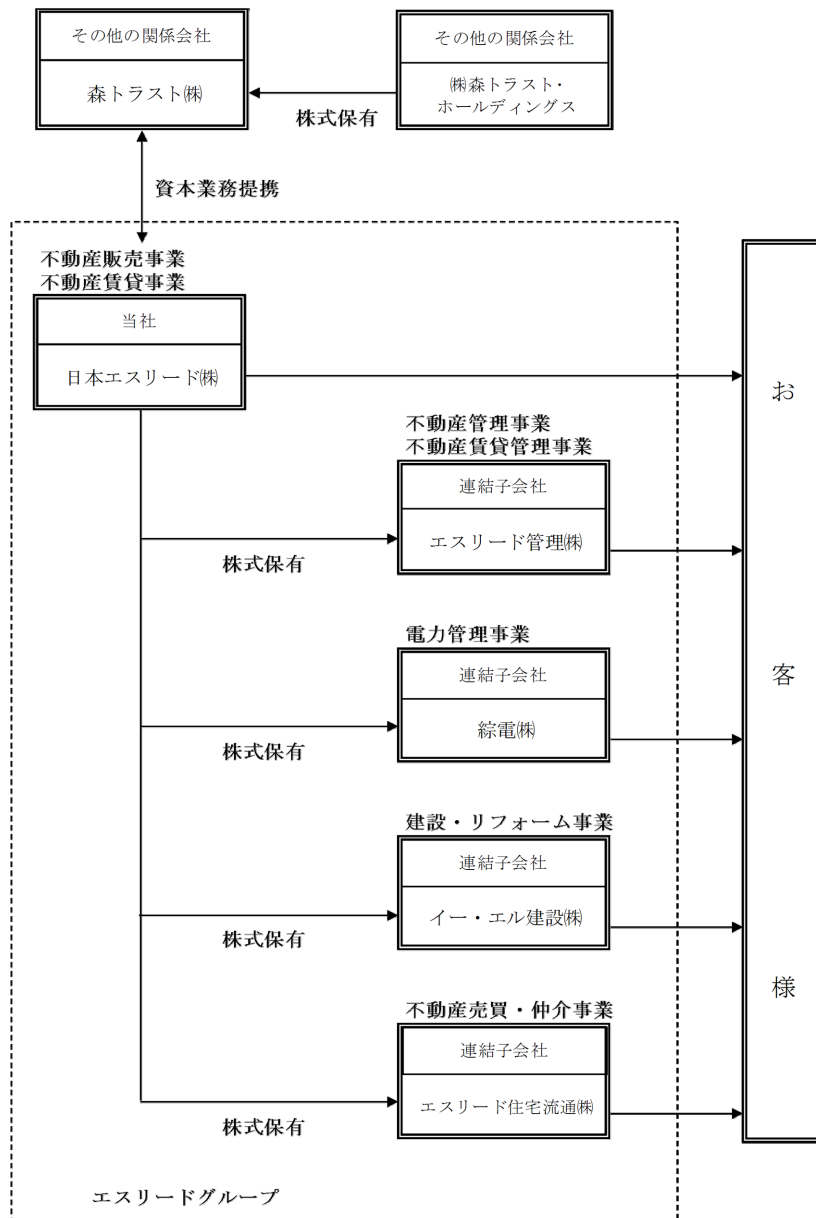 その他の関係会社
森トラスト㈱
その他の関係会社
㈱森トラスト・
ホールディングス
株式保有
資本業務提携
不動産販売事業
不動産賃貸事業
当社
日本エスリード㈱
不動産管理事業
不動産賃貸管理事業
連結子会社
エスリード管理㈱
株式保有
電力管理事業
連結子会社
綜電㈱
株式保有
建設・リフォーム事業
連結子会社
イー・エル建設㈱
株式保有
不動産売買・仲介事業
連結子会社
エスリード住宅流通㈱
株式保有
エスリードグループ
お
客
様